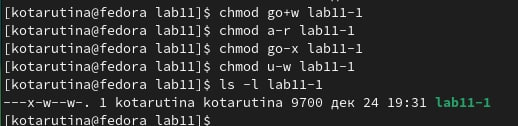 [kotarutina@fedora lab11]$ chmod go+w lab11-1
[kotarutina@fedora lab11]$ chmod a-r lab11-1
[kotarutina@fedora lab11]$ chmod go-x lab11-1
[kotarutina@fedora lab11]$ chmod u-w lab11-1
[kotarutina@fedora lab11]$ ls -l lab11-1
---x-w--w-. 1 kotarutina kotarutina 9700 дек 24 19:31 lab11-1
[kotarutina@fedora lab11]$